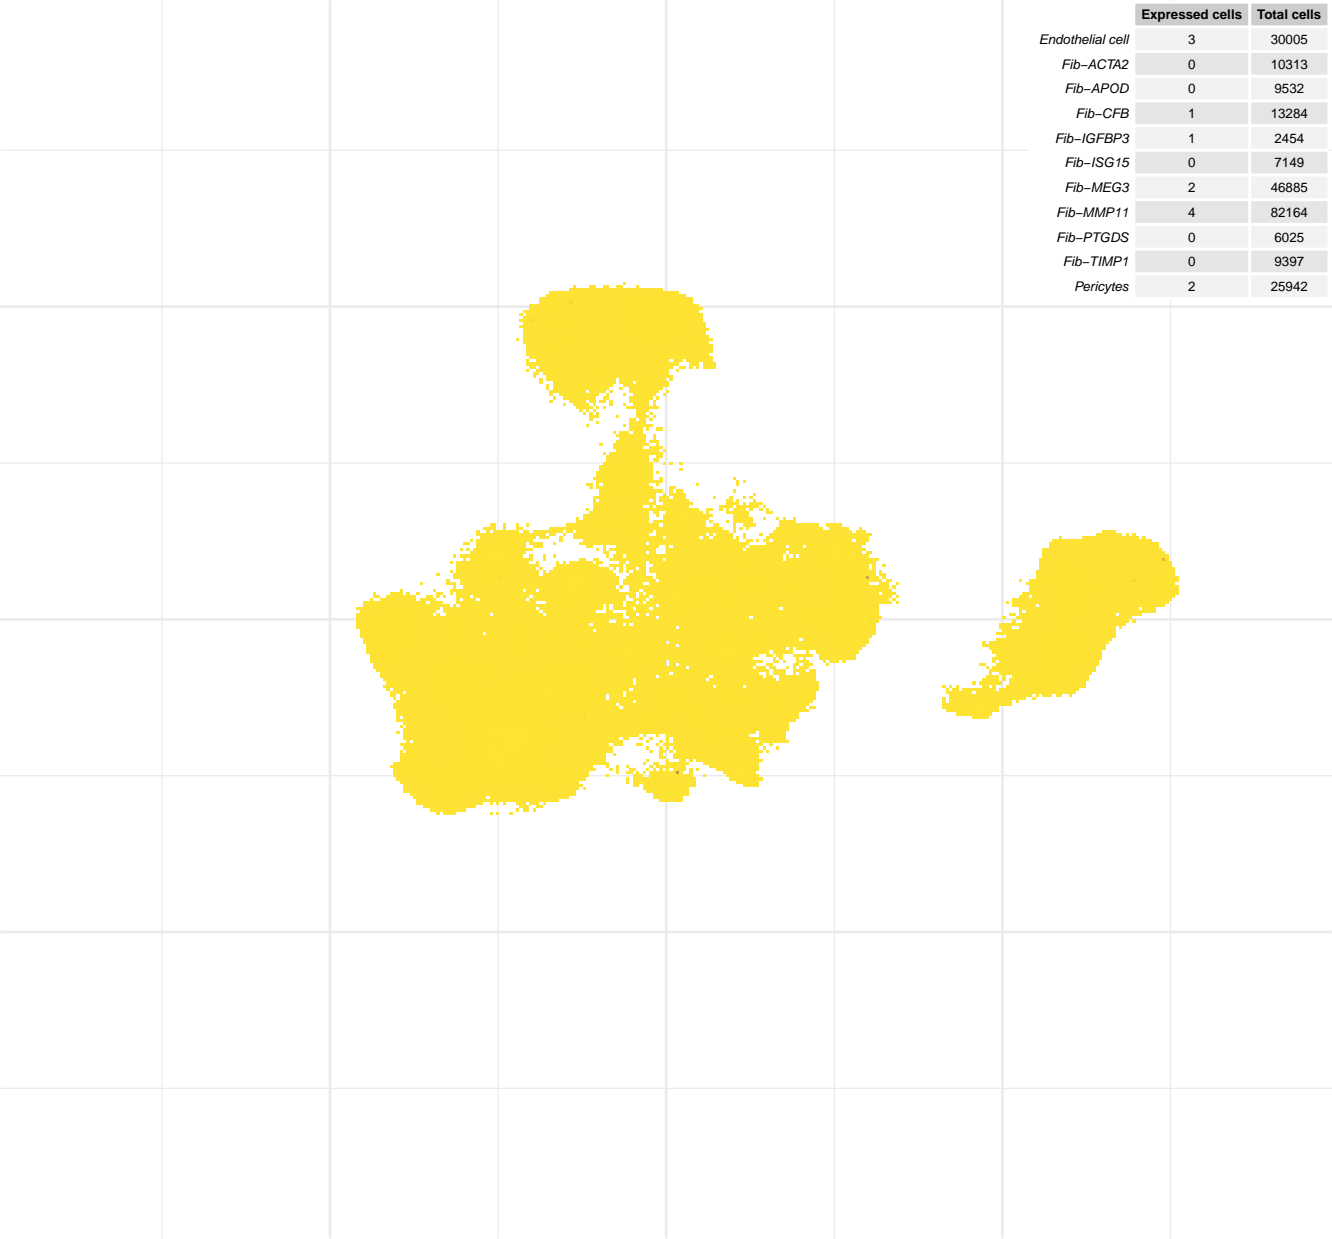 Expressed cells Total cells
Endothelial cell 3 30005
Fib−ACTA2 0 10313
Fib−APOD 0 9532
Fib−CFB 1 13284
Fib−IGFBP3 1 2454
Fib−ISG15 0 7149
Fib−MEG3 2 46885
Fib−MMP11 4 82164
Fib−PTGDS 0 6025
Fib−TIMP1 0 9397
Pericytes 2 25942